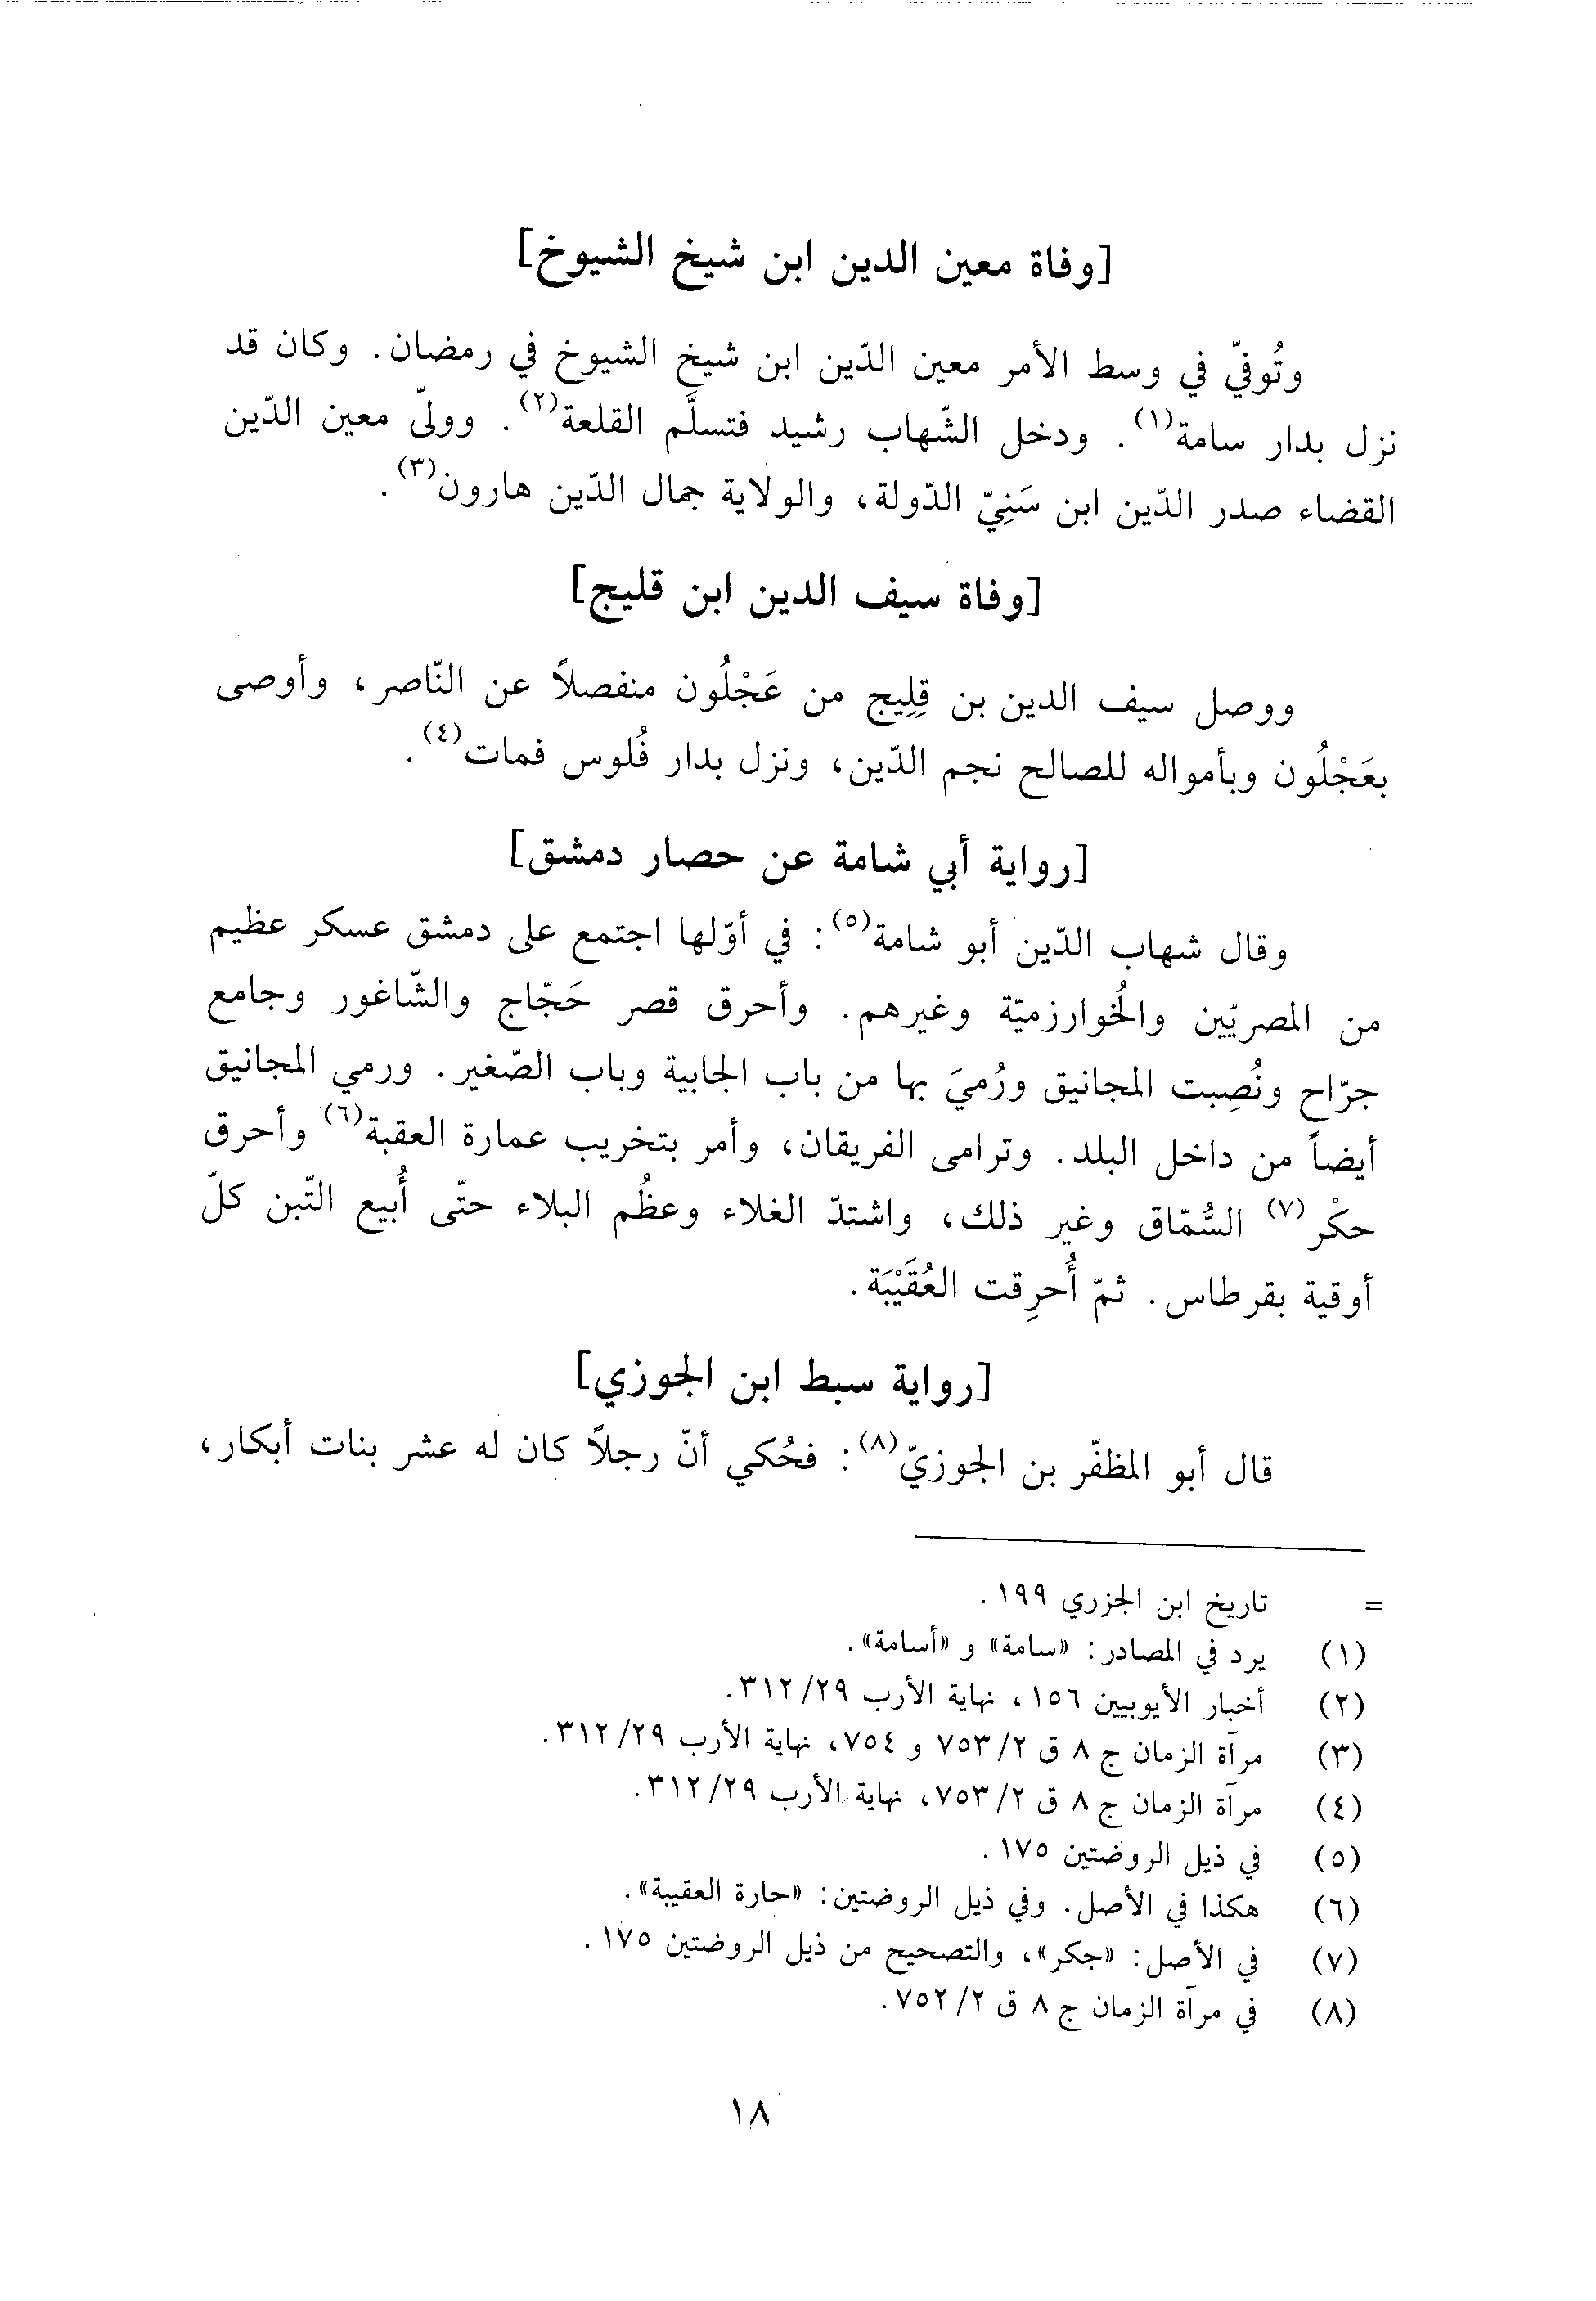 [وفاة معين الدين ابن شيخ الشيوخ]
وتُوفيّ في وسط الأمر معين الدّين ابن شيخ الشيوخ في رمضان. وكان قد
نزل بدار سامة(١). ودخل الشّهاب رشيد فتسلَّم القلعة(٢). وولّى معين الدّين
القضاء صدر الدّين ابن سَنِيّ الدّولة، والولاية جمال الدّين هارون(٣).
[وفاة سيف الدين ابن قليج]
ووصل سيف الدين بن قِلِيج من عَجْلُون منفصلاً عن النّاصر، وأوصى
بعَجْلُون وبأمواله للصالح نجم الدّين، ونزل بدار فُلوس فمات(٤).
[رواية أبي شامة عن حصار دمشق]
وقال شهاب الدّين أبو شامة(٥): في أوّلها اجتمع على دمشق عسكر عظيم
من المصريّين والخُوارزميّة وغيرهم. وأحرق قصر حَجّاج والشّاغور وجامع
جرّاح ونُصِبت المجانيق ورُميَ بها من باب الجابية وباب الصّغير. ورمي المجانيق
أيضاً من داخل البلد. وترامى الفريقان، وأمر بتخريب عمارة العقبة(٦) وأحرق
حكْر(٧) السُّمّاق وغير ذلك، واشتدّ الغلاء وعظُم البلاء حتّى أُبيع التّبن كلّ
أوقية بقرطاس. ثمّ أُحرِقت العُقَيْبَة.
[رواية سبط ابن الجوزي]
قال أبو المظفّر بن الجوزيّ(٨): فحُكي أنّ رجلاً كان له عشر بنات أبكار،
= تاريخ ابن الجزري ١٩٩.
(١) يرد في المصادر: «سامة» و «أسامة».
(٢) أخبار الأيوبيين ١٥٦، نهاية الأرب ٢٩/ ٣١٢.
(٣) مرآة الزمان ج ٨ ق ٢/ ٧٥٣ و ٧٥٤، نهاية الأرب ٢٩/ ٣١٢.
(٤) مرآة الزمان ج ٨ ق ٢/ ٧٥٣، نهاية الأرب ٢٩/ ٣١٢.
(٥) في ذيل الروضتين ١٧٥.
(٦) هكذا في الأصل. وفي ذيل الروضتين: «حارة العقيبة».
(٧) في الأصل: «جكر»، والتصحيح من ذيل الروضتين ١٧٥.
(٨) في مرآة الزمان ج ٨ ق ٢/ ٧٥٢.
١٨